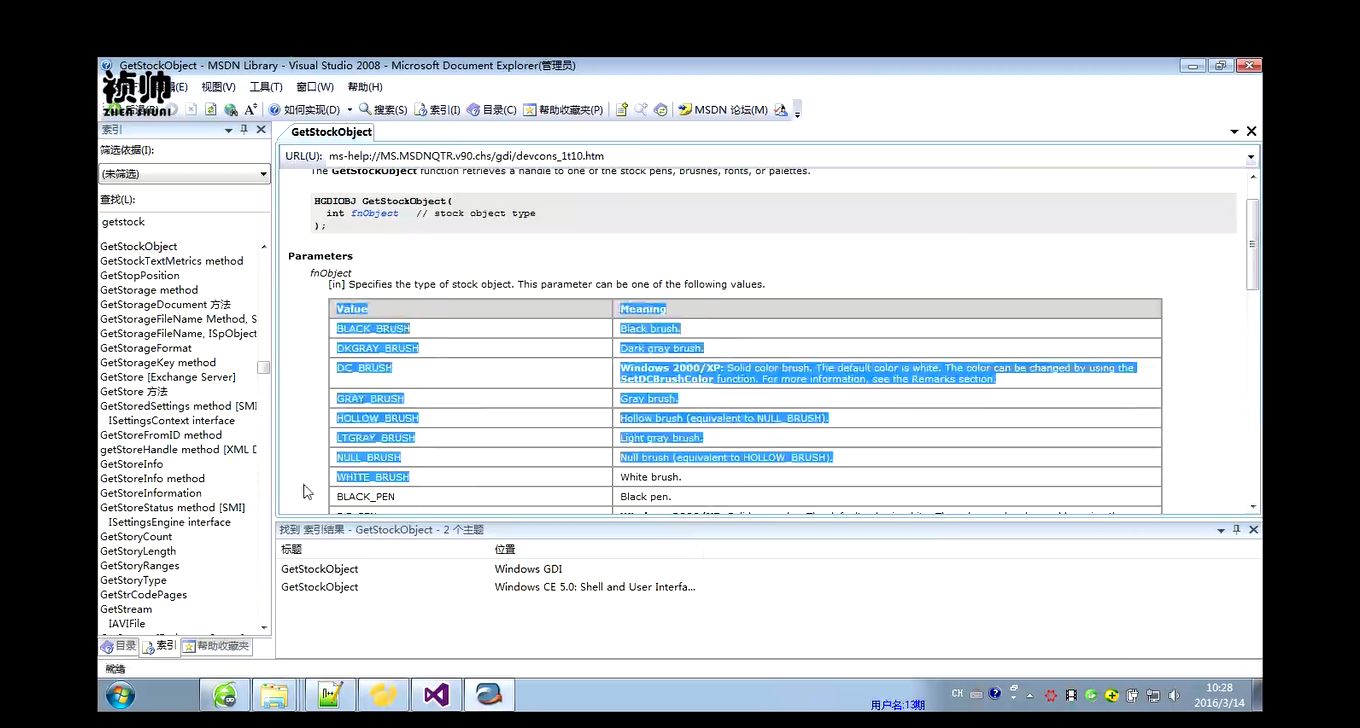 GetStockObject - MSDN Library - Visual Studio 2008 - Microsoft Document Explorer(管理员)
祯帅
ZHEN SHUAI
视图(V) 工具(T) 窗口(W) 帮助(H)
如何实现(D) 搜索(S) 索引(I) 目录(C) 帮助收藏夹(P) MSDN 论坛(M)
索引
筛选依据(I):
(未筛选)
查找(L):
getstock
GetStockObject
GetStockTextMetrics method
GetStopPosition
GetStorage method
GetStorageDocument 方法
GetStorageFileName Method, S
GetStorageFileName, ISpObject
GetStorageFormat
GetStorageKey method
GetStore [Exchange Server]
GetStore 方法
GetStoredSettings method [SMI
ISettingsContext interface
GetStoreFromID method
getStoreHandle method [XML D
GetStoreInfo
GetStoreInfo method
GetStoreInformation
GetStoreStatus method [SMI]
ISettingsEngine interface
GetStoryCount
GetStoryLength
GetStoryRanges
GetStoryType
GetStrCodePages
GetStream
IAVIFile
目录 索引 帮助收藏夹
GetStockObject
URL(U): ms-help://MS.MSDNQTR.v90.chs/gdi/devcons_1t10.htm
The GetStockObject function retrieves a handle to one of the stock pens, brushes, fonts, or palettes.
HGDIOBJ GetStockObject(
int fnObject // stock object type
);
Parameters
fnObject
[in] Specifies the type of stock object. This parameter can be one of the following values.
Value Meaning
BLACK_BRUSH Black brush.
DKGRAY_BRUSH Dark gray brush.
DC_BRUSH Windows 2000/XP: Solid color brush. The default color is white. The color can be changed by using the
SetDCBrushColor function. For more information, see the Remarks section.
GRAY_BRUSH Gray brush.
HOLLOW_BRUSH Hollow brush (equivalent to NULL_BRUSH).
LTGRAY_BRUSH Light gray brush.
NULL_BRUSH Null brush (equivalent to HOLLOW_BRUSH).
WHITE_BRUSH White brush.
BLACK_PEN Black pen.
找到 索引结果 - GetStockObject - 2 个主题
标题 位置
GetStockObject Windows GDI
GetStockObject Windows CE 5.0: Shell and User Interfa...
就绪
用户名:13期
CH
10:28
2016/3/14